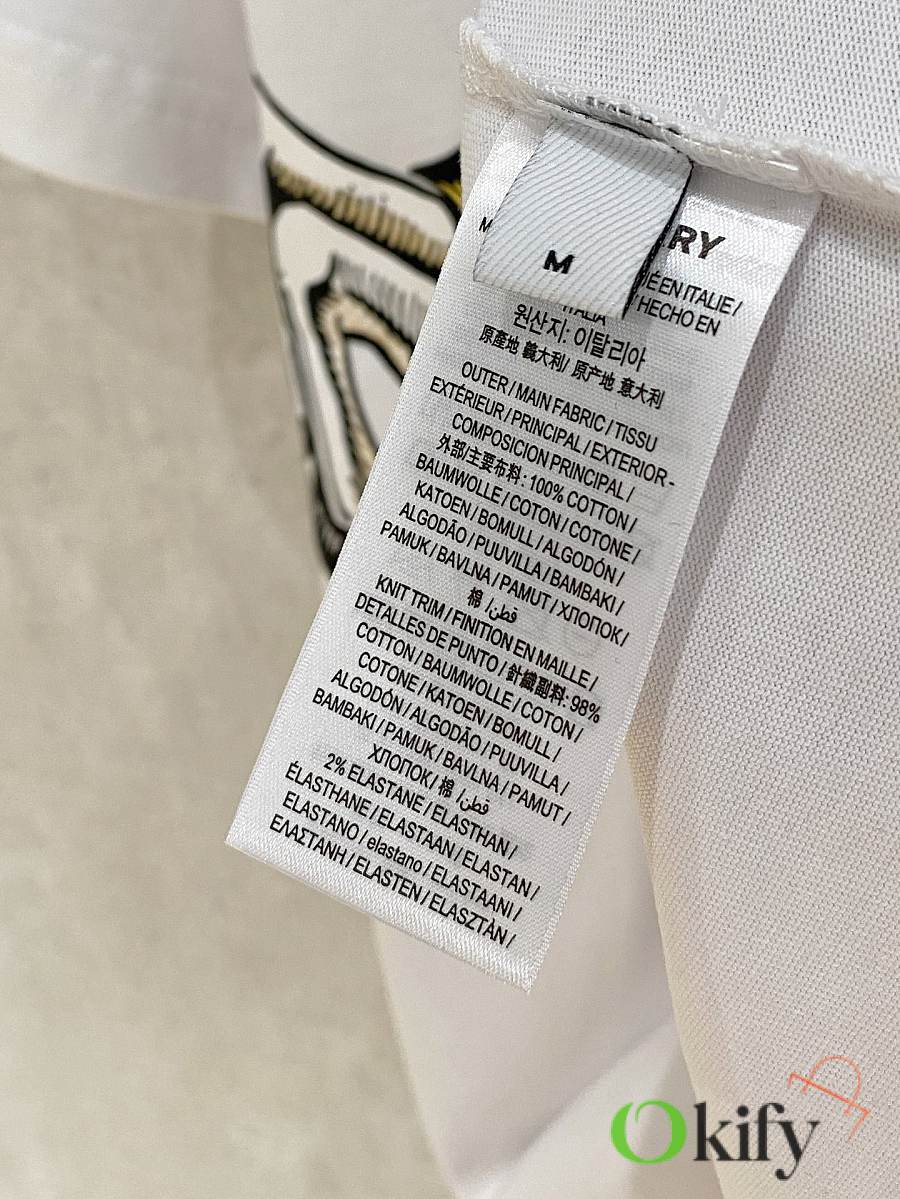 M
RY
É EN ITALIE /
HECHO EN
ITALIA
원산지: 이탈리아
原產地 義大利/ 原产地 意大利
OUTER / MAIN FABRIC / TISSU
EXTÉRIEUR / PRINCIPAL / EXTERIOR -
COMPOSICION PRINCIPAL /
外部/主要布料: 100% COTTON /
BAUMWOLLE / COTON / COTONE /
KATOEN / BOMULL / ALGODÓN /
ALGODÃO / PUUVILLA / BAMBAKI /
PAMUK / BAVLNA / PAMUT / ХЛОПОК /
棉 / قطن
KNIT TRIM / FINITION EN MAILLE /
DETALLES DE PUNTO / 針織副料: 98%
COTTON / BAUMWOLLE / COTON /
COTONE / KATOEN / BOMULL /
ALGODÓN / ALGODÃO / PUUVILLA /
BAMBAKI / PAMUK / BAVLNA / PAMUT /
ХЛОПОК / 棉 / قطن
2% ELASTANE / ELASTHAN /
ÉLASTHANE / ELASTAAN / ELASTAN /
ELASTANO / elastano / ELASTAANI /
ΕΛΑΣΤΑΝΗ / ELASTEN / ELASZTÀN /
Okify